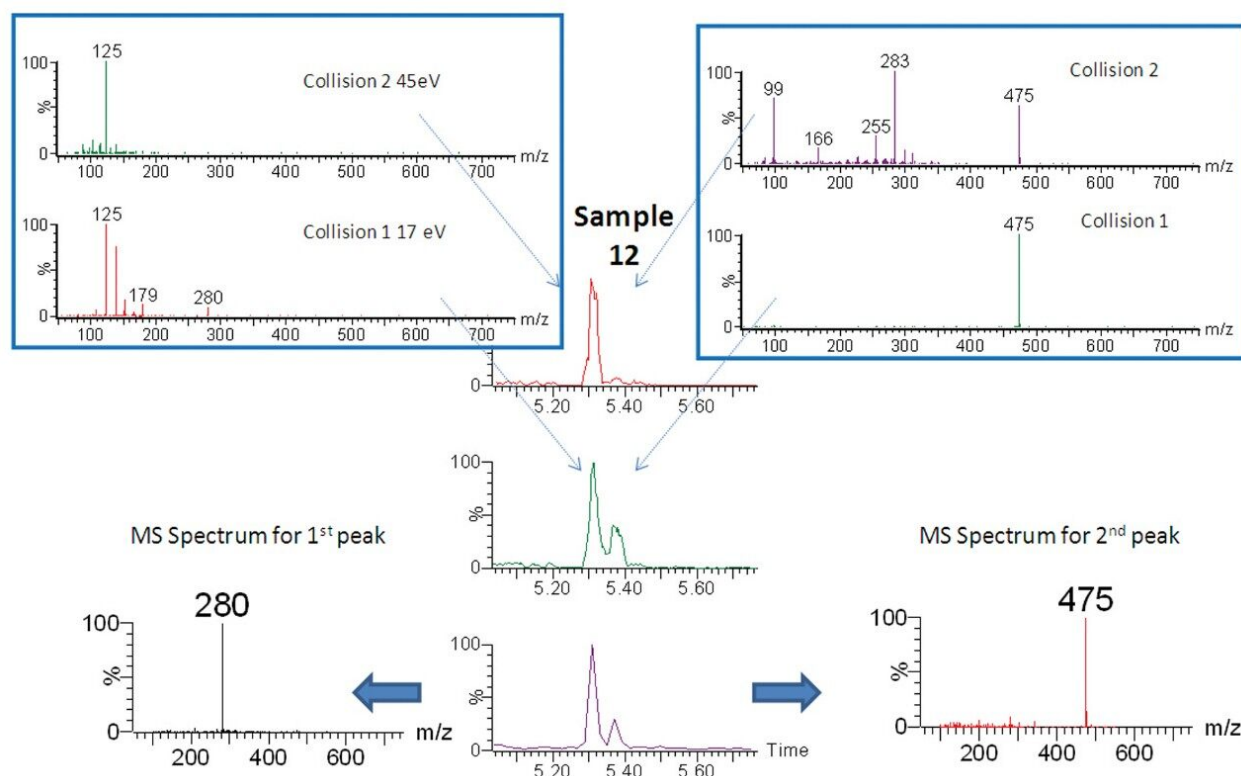 100
%
0
125
Collision 2 45eV
100 200 300 400 500 600 700 m/z
100
%
0
125
179
280
Collision 1 17 eV
100 200 300 400 500 600 700 m/z
100
%
0
99
166
255
283
475
Collision 2
100 200 300 400 500 600 700 m/z
100
%
0
475
Collision 1
100 200 300 400 500 600 700 m/z
Sample
12
0
5.20 5.40 5.60
100
%
0
5.20 5.40 5.60
MS Spectrum for 1st peak
280
100
%
0
200 400 600 m/z
100
%
0
5.20 5.40 5.60
Time
MS Spectrum for 2nd peak
475
100
%
0
200 400 600 m/z